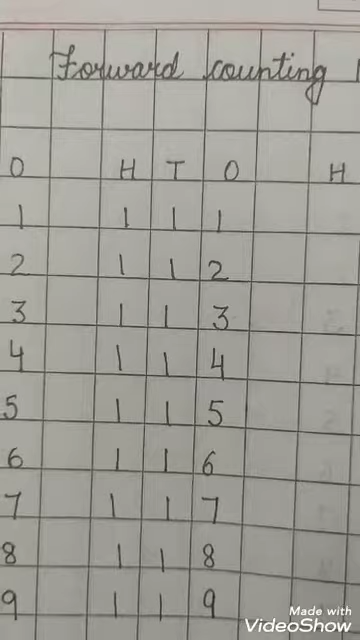 Forward counting
O H T O H
1 1 1 1
2 1 1 2
3 1 1 3
4 1 1 4
5 1 1 5
6 1 1 6
7 1 1 7
8 1 1 8
9 1 1 9
Made with
VideoShow